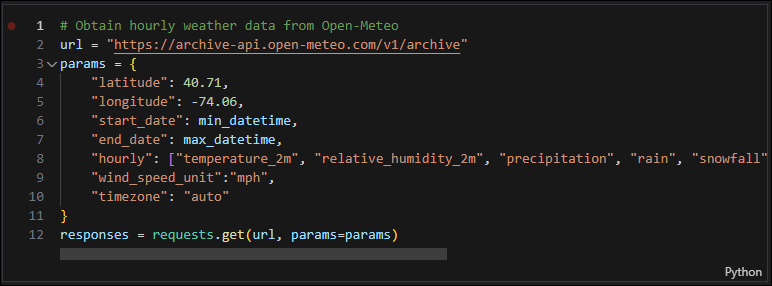 1 # Obtain hourly weather data from Open-Meteo
2 url = "https://archive-api.open-meteo.com/v1/archive"
3 params = {
4 "latitude": 40.71,
5 "longitude": -74.06,
6 "start_date": min_datetime,
7 "end_date": max_datetime,
8 "hourly": ["temperature_2m", "relative_humidity_2m", "precipitation", "rain", "snowfall"
9 "wind_speed_unit":"mph",
10 "timezone": "auto"
11 }
12 responses = requests.get(url, params=params)
Python